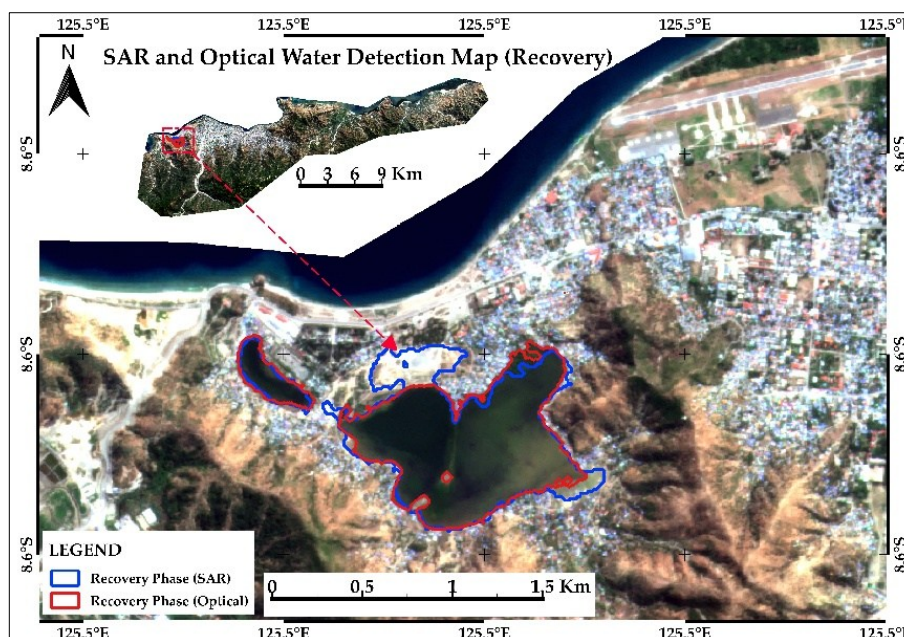 125.5°E 125.5°E 125.5°E 125.5°E 125.5°E
N
SAR and Optical Water Detection Map (Recovery)
8.6°S 8.6°S
0 3 6 9 Km
8.6°S 8.6°S
8.6°S 8.6°S
LEGEND
Recovery Phase (SAR)
Recovery Phase (Optical)
0 0.5 1 1.5 Km
125.5°E 125.5°E 125.5°E 125.5°E 125.5°E